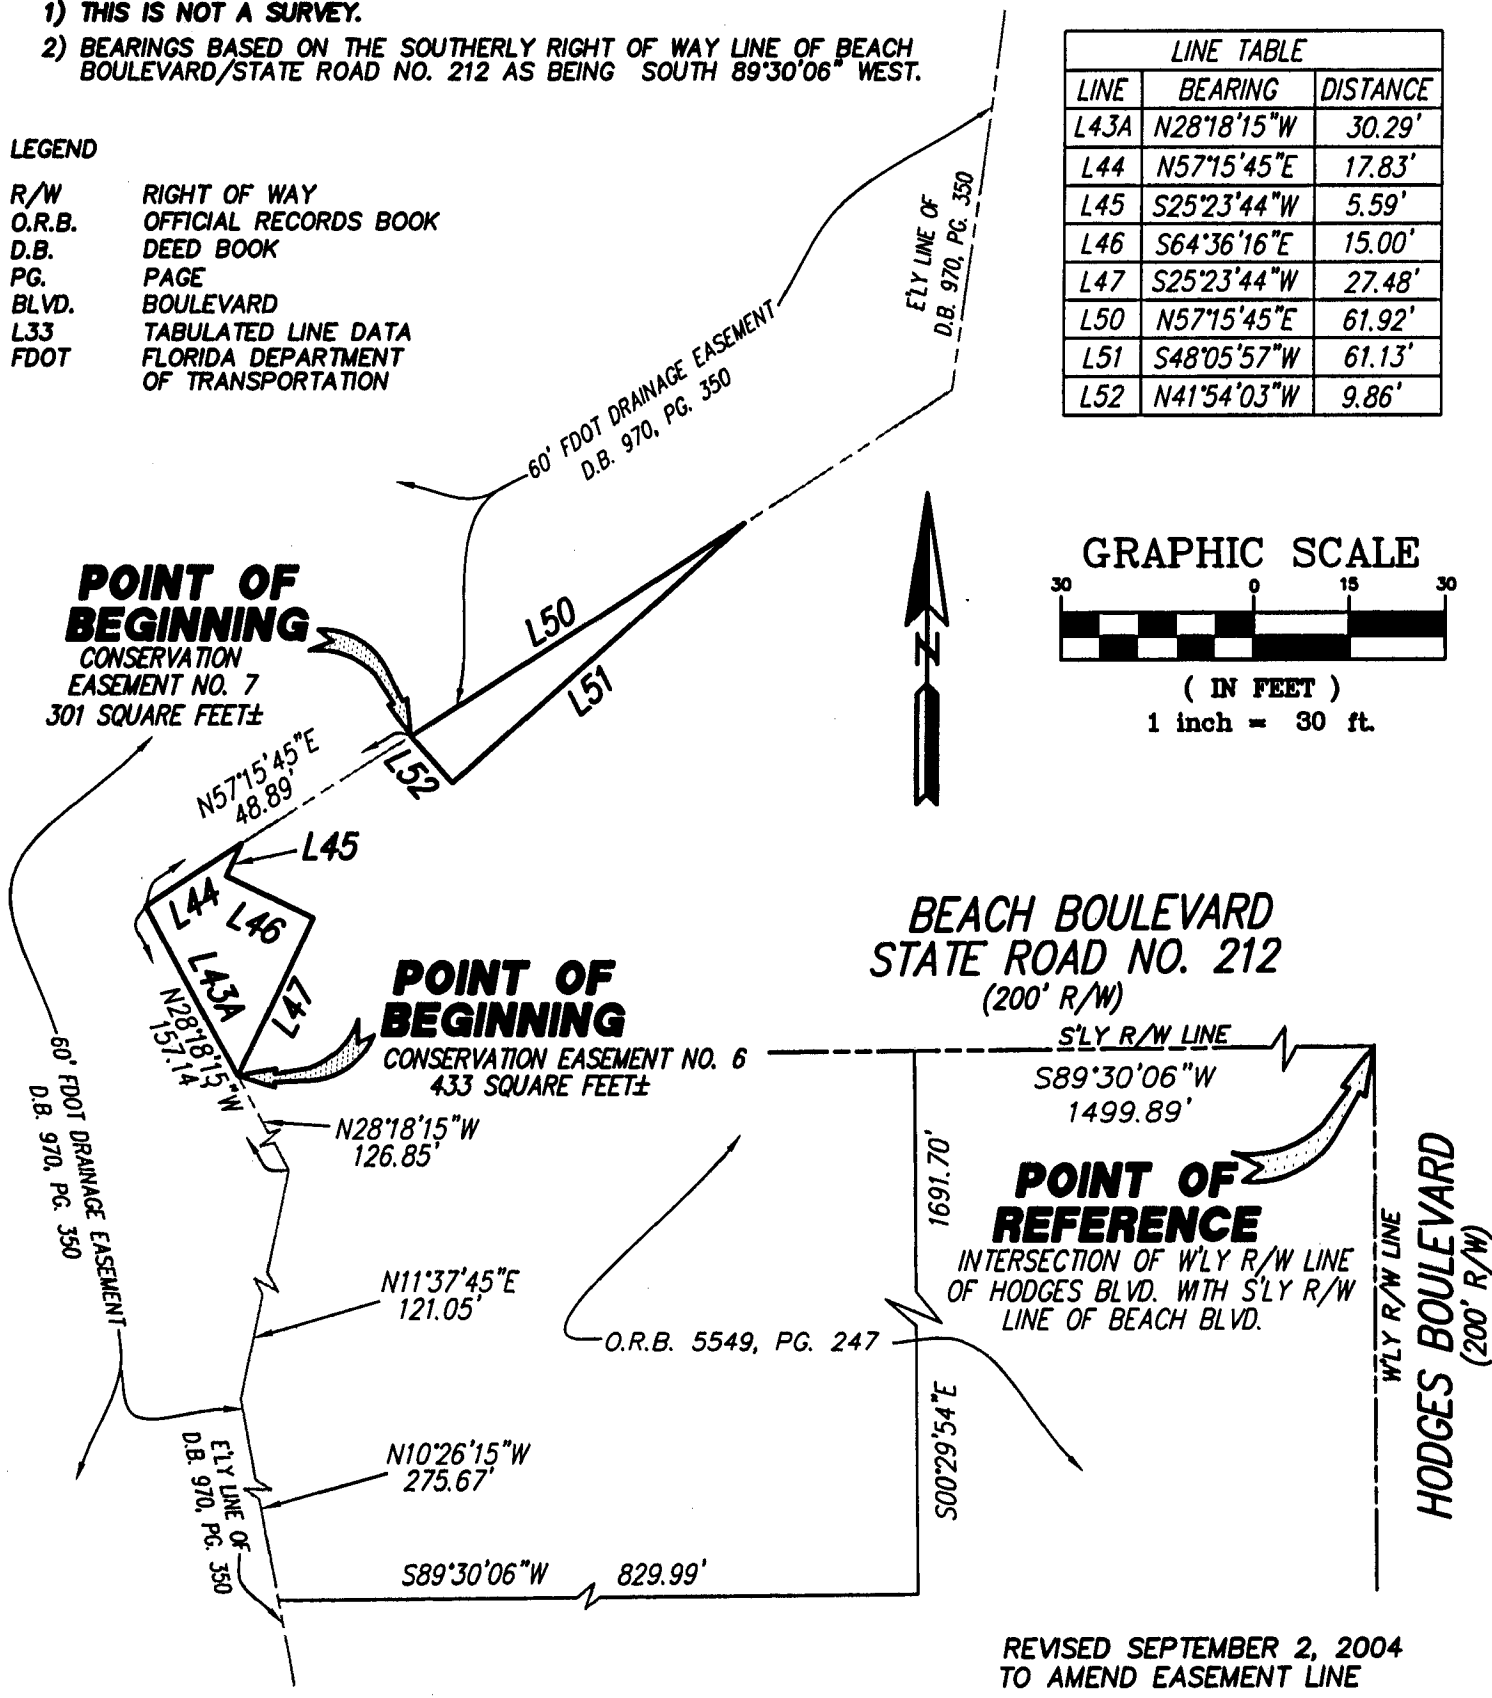 1) THIS IS NOT A SURVEY.
2) BEARINGS BASED ON THE SOUTHERLY RIGHT OF WAY LINE OF BEACH
BOULEVARD/STATE ROAD NO. 212 AS BEING SOUTH 89°30'06" WEST.
LEGEND
R/W RIGHT OF WAY
O.R.B. OFFICIAL RECORDS BOOK
D.B. DEED BOOK
PG. PAGE
BLVD. BOULEVARD
L33 TABULATED LINE DATA
FDOT FLORIDA DEPARTMENT
OF TRANSPORTATION
LINE TABLE
LINE BEARING DISTANCE
L43A N28°18'15"W 30.29'
L44 N57°15'45"E 17.83'
L45 S25°23'44"W 5.59'
L46 S64°36'16"E 15.00'
L47 S25°23'44"W 27.48'
L50 N57°15'45"E 61.92'
L51 S48°05'57"W 61.13'
L52 N41°54'03"W 9.86'
E'LY LINE OF
D.B. 970, PG. 350
60' FDOT DRAINAGE EASEMENT
D.B. 970, PG. 350
GRAPHIC SCALE
30 0 15 30
( IN FEET )
1 inch = 30 ft.
N
POINT OF
BEGINNING
CONSERVATION
EASEMENT NO. 7
301 SQUARE FEET±
L50
L51
L52
N57°15'45"E
48.89'
L45
L44
L46
L43A
L47
N28°18'15"W
157.14'
POINT OF
BEGINNING
CONSERVATION EASEMENT NO. 6
433 SQUARE FEET±
N28°18'15"W
126.85'
60' FDOT DRAINAGE EASEMENT
D.B. 970, PG. 350
BEACH BOULEVARD
STATE ROAD NO. 212
(200' R/W)
S'LY R/W LINE
S89°30'06"W
1499.89'
1691.70'
POINT OF
REFERENCE
INTERSECTION OF W'LY R/W LINE
OF HODGES BLVD. WITH S'LY R/W
LINE OF BEACH BLVD.
W'LY R/W LINE
HODGES BOULEVARD
(200' R/W)
N11°37'45"E
121.05'
O.R.B. 5549, PG. 247
S00°29'54"E
N10°26'15"W
275.67'
E'LY LINE OF
D.B. 970, PG. 350
S89°30'06"W 829.99'
REVISED SEPTEMBER 2, 2004
TO AMEND EASEMENT LINE